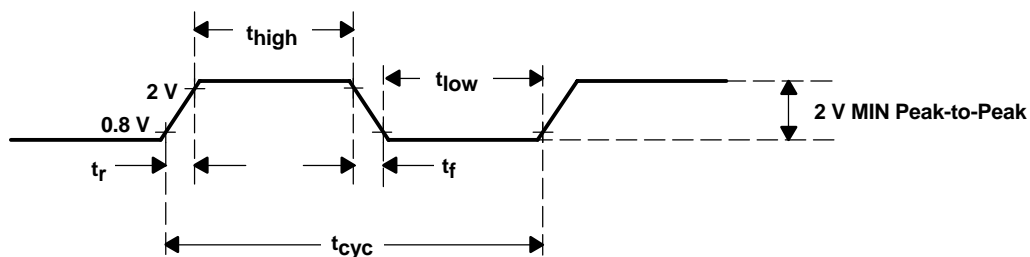 thigh
2 V
tlow
0.8 V
2 V MIN Peak-to-Peak
tr
tf
tcyc